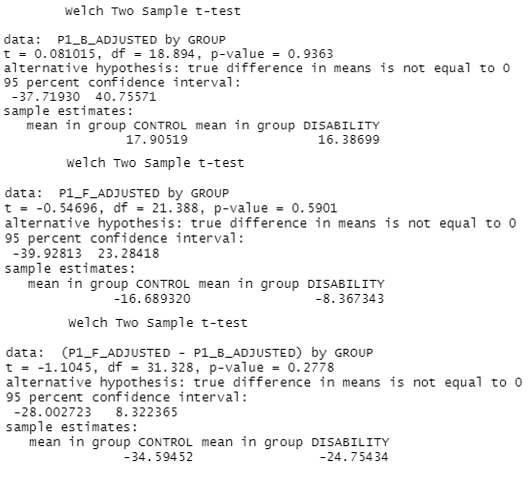 Welch Two Sample t-test
data:  P1_B_ADJUSTED by GROUP
t = 0.081015, df = 18.894, p-value = 0.9363
alternative hypothesis: true difference in means is not equal to 0
95 percent confidence interval:
-37.71930  40.75571
sample estimates:
mean in group CONTROL mean in group DISABILITY
17.90519  16.38699
Welch Two Sample t-test
data:  P1_F_ADJUSTED by GROUP
t = -0.54696, df = 21.388, p-value = 0.5901
alternative hypothesis: true difference in means is not equal to 0
95 percent confidence interval:
-39.92813  23.28418
sample estimates:
mean in group CONTROL mean in group DISABILITY
-16.689320  -8.367343
Welch Two Sample t-test
data:  (P1_F_ADJUSTED - P1_B_ADJUSTED) by GROUP
t = -1.1045, df = 31.328, p-value = 0.2778
alternative hypothesis: true difference in means is not equal to 0
95 percent confidence interval:
-28.002723   8.322365
sample estimates:
mean in group CONTROL mean in group DISABILITY
-34.59452  -24.75434